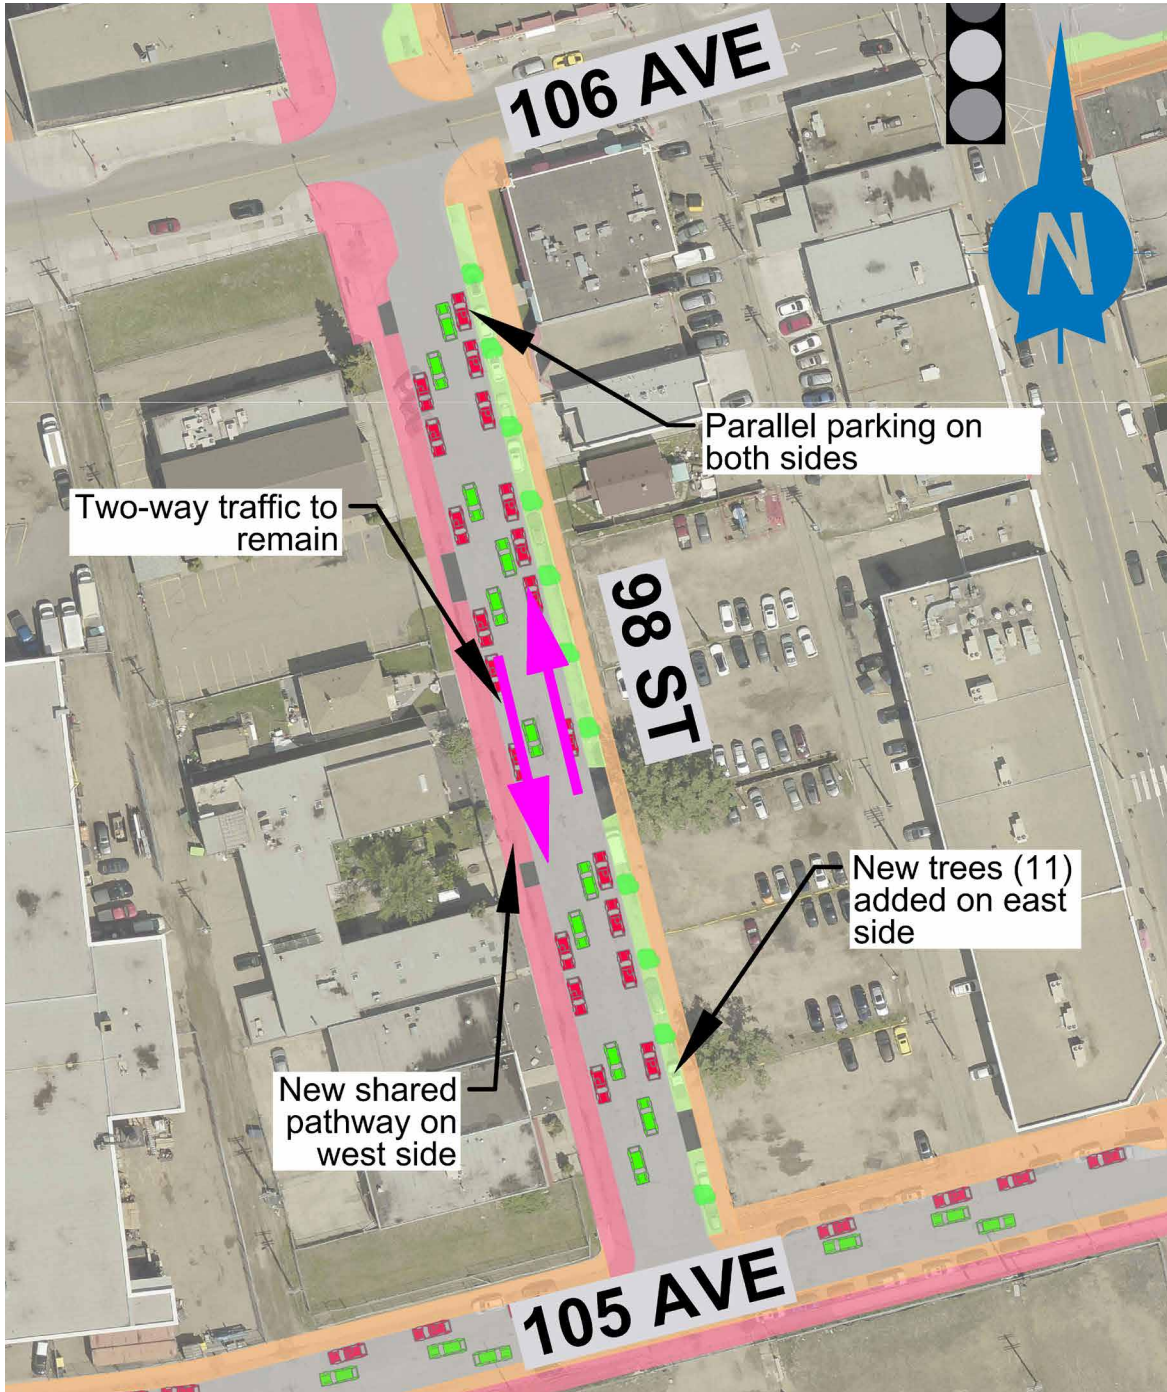 106 AVE
N
Parallel parking on
both sides
Two-way traffic to
remain
98 ST
New trees (11)
added on east
side
New shared
pathway on
west side
105 AVE